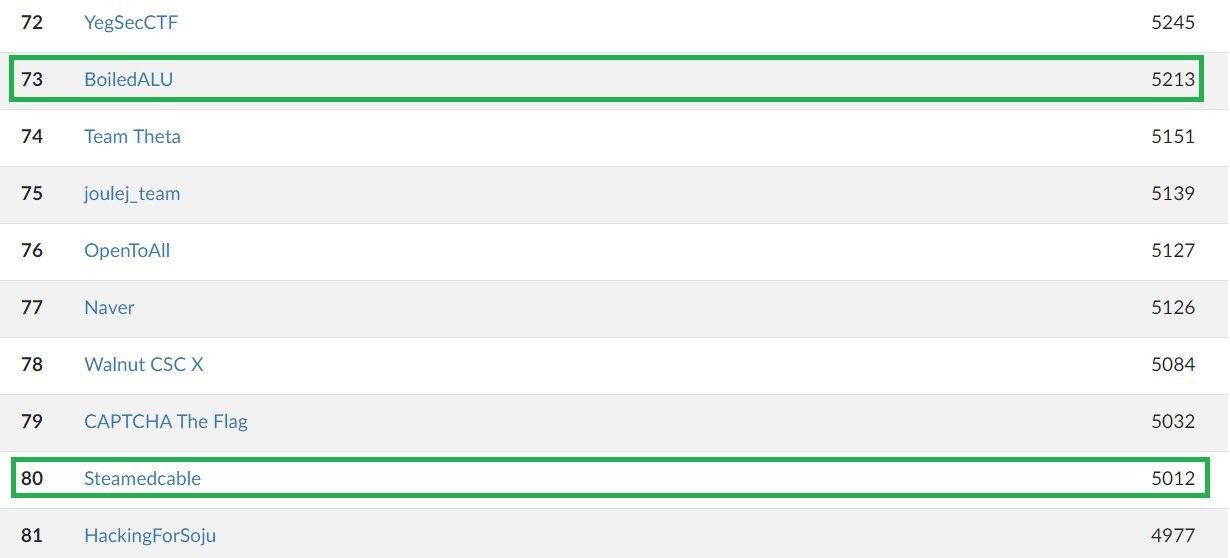 72 YegSecCTF 5245
73 BoiledALU 5213
74 Team Theta 5151
75 joulej_team 5139
76 OpenToAll 5127
77 Naver 5126
78 Walnut CSC X 5084
79 CAPTCHA The Flag 5032
80 Steamedcable 5012
81 HackingForSoju 4977